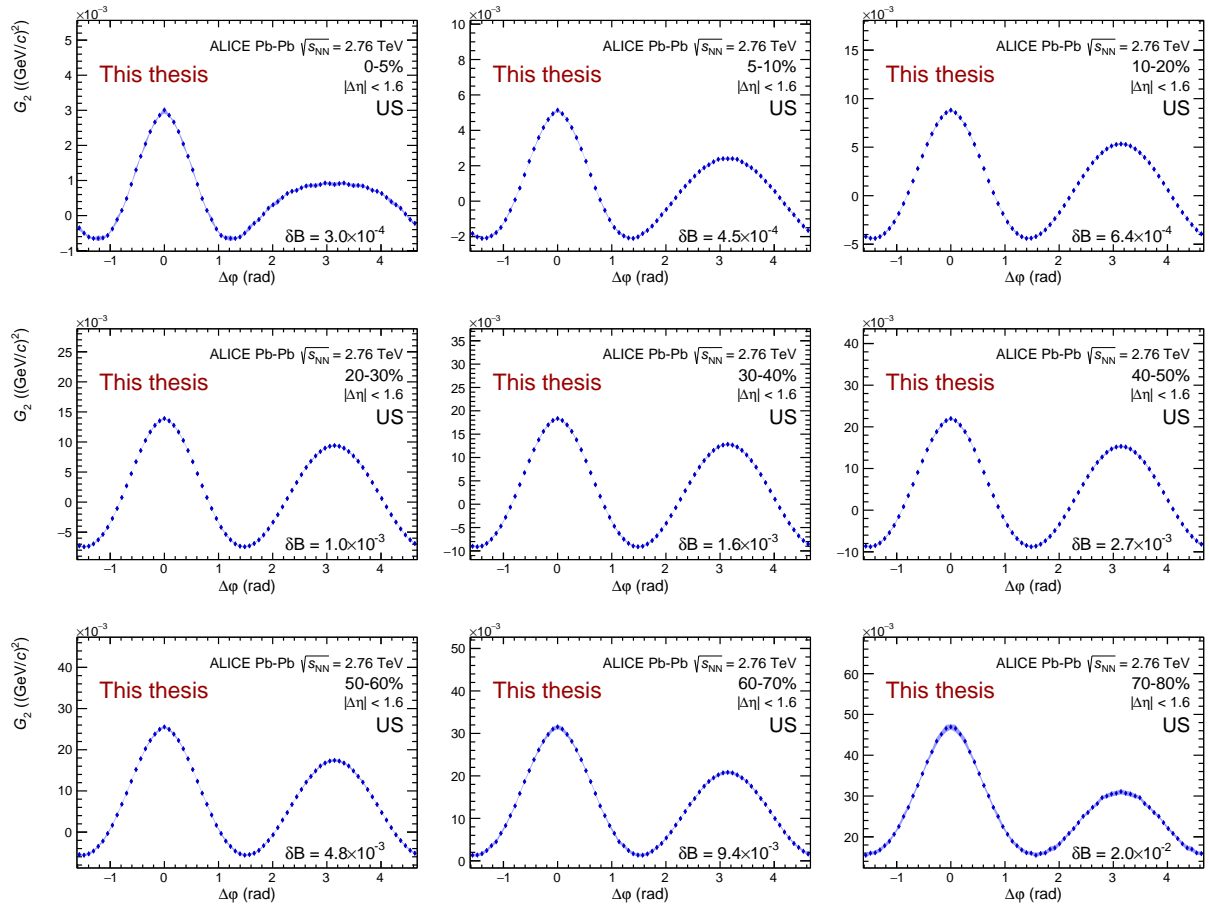 ×10⁻³
G₂ ((GeV/c)²)
5
4
3
2
1
0
−1
ALICE Pb-Pb √sNN = 2.76 TeV
This thesis
0-5%
|Δη| < 1.6
US
δB = 3.0×10⁻⁴
−1 0 1 2 3 4
Δφ (rad)
×10⁻³
10
8
6
4
2
0
−2
ALICE Pb-Pb √sNN = 2.76 TeV
This thesis
5-10%
|Δη| < 1.6
US
δB = 4.5×10⁻⁴
−1 0 1 2 3 4
Δφ (rad)
×10⁻³
15
10
5
0
−5
ALICE Pb-Pb √sNN = 2.76 TeV
This thesis
10-20%
|Δη| < 1.6
US
δB = 6.4×10⁻⁴
−1 0 1 2 3 4
Δφ (rad)
×10⁻³
G₂ ((GeV/c)²)
25
20
15
10
5
0
−5
ALICE Pb-Pb √sNN = 2.76 TeV
This thesis
20-30%
|Δη| < 1.6
US
δB = 1.0×10⁻³
−1 0 1 2 3 4
Δφ (rad)
×10⁻³
35
30
25
20
15
10
5
0
−5
−10
ALICE Pb-Pb √sNN = 2.76 TeV
This thesis
30-40%
|Δη| < 1.6
US
δB = 1.6×10⁻³
−1 0 1 2 3 4
Δφ (rad)
×10⁻³
40
30
20
10
0
−10
ALICE Pb-Pb √sNN = 2.76 TeV
This thesis
40-50%
|Δη| < 1.6
US
δB = 2.7×10⁻³
−1 0 1 2 3 4
Δφ (rad)
×10⁻³
G₂ ((GeV/c)²)
40
30
20
10
0
ALICE Pb-Pb √sNN = 2.76 TeV
This thesis
50-60%
|Δη| < 1.6
US
δB = 4.8×10⁻³
−1 0 1 2 3 4
Δφ (rad)
×10⁻³
50
40
30
20
10
0
ALICE Pb-Pb √sNN = 2.76 TeV
This thesis
60-70%
|Δη| < 1.6
US
δB = 9.4×10⁻³
−1 0 1 2 3 4
Δφ (rad)
×10⁻³
60
50
40
30
20
ALICE Pb-Pb √sNN = 2.76 TeV
This thesis
70-80%
|Δη| < 1.6
US
δB = 2.0×10⁻²
−1 0 1 2 3 4
Δφ (rad)